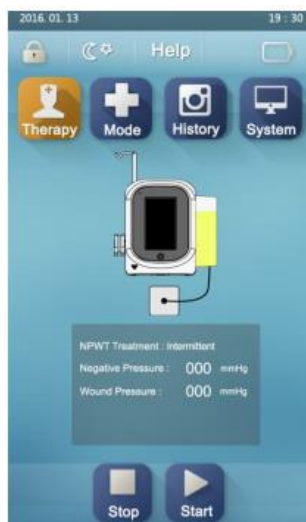 2016. 01. 13 19 : 30
Help
Therapy Mode History System
NPWT Treatment : Intermittent
Negative Pressure : 000 mmHg
Wound Pressure : 000 mmHg
Stop Start